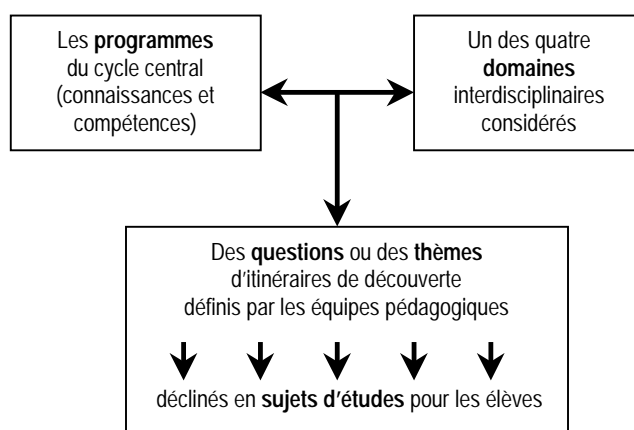 Les programmes
du cycle central
(connaissances et
compétences)
Un des quatre
domaines
interdisciplinaires
considérés
Des questions ou des thèmes
d'itinéraires de découverte
définis par les équipes pédagogiques
déclinés en sujets d'études pour les élèves